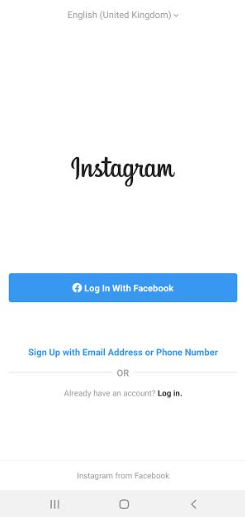 English (United Kingdom)
Instagram
Log In With Facebook
Sign Up with Email Address or Phone Number
OR
Already have an account? Log in.
Instagram from Facebook